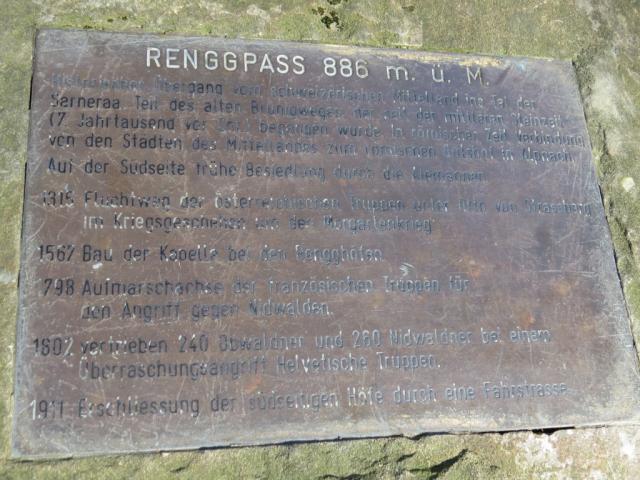 RENGGPASS 886 m. ü. M.
Historischer Übergang vom schweizerischen Mittelland ins Tal der
Sarneraa. Teil des alten Brünigweges, der seit der mittleren Steinzeit
(7. Jahrtausend vor Chr.) begangen wurde. In römischer Zeit Verbindung
von den Städten des Mittellandes zum römischen Gutshof in Alpnach.
Auf der Südseite frühe Besiedlung durch die Alemannen.
1315 Fluchtweg der österreichischen Truppen unter Otto von Strassberg
im Kriegsgeschehen um den Morgartenkrieg.
1567 Bau der Kapelle bei den Rengghöfen.
1798 Aufmarschachse der französischen Truppen für
den Angriff gegen Nidwalden.
1802 vertrieben 240 Obwaldner und 260 Nidwaldner bei einem
Überraschungsangriff Helvetische Truppen.
1911 Erschliessung der südseitigen Höfe durch eine Fahrstrasse.